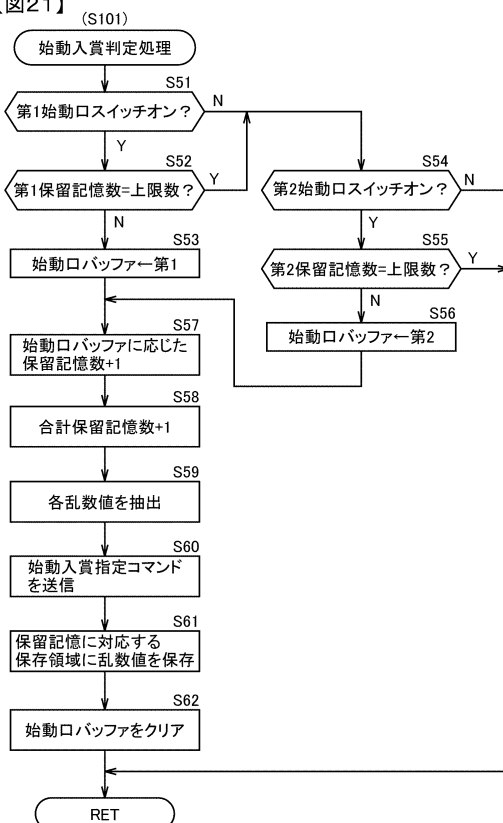 【図21】
(S101)
始動入賞判定処理
S51
第1始動口スイッチオン?
N
Y
S52
第1保留記憶数=上限数?
Y
N
S53
始動口バッファ←第1
S54
第2始動口スイッチオン?
N
Y
S55
第2保留記憶数=上限数?
Y
N
S56
始動口バッファ←第2
S57
始動口バッファに応じた
保留記憶数+1
S58
合計保留記憶数+1
S59
各乱数値を抽出
S60
始動入賞指定コマンド
を送信
S61
保留記憶に対応する
保存領域に乱数値を保存
S62
始動口バッファをクリア
RET